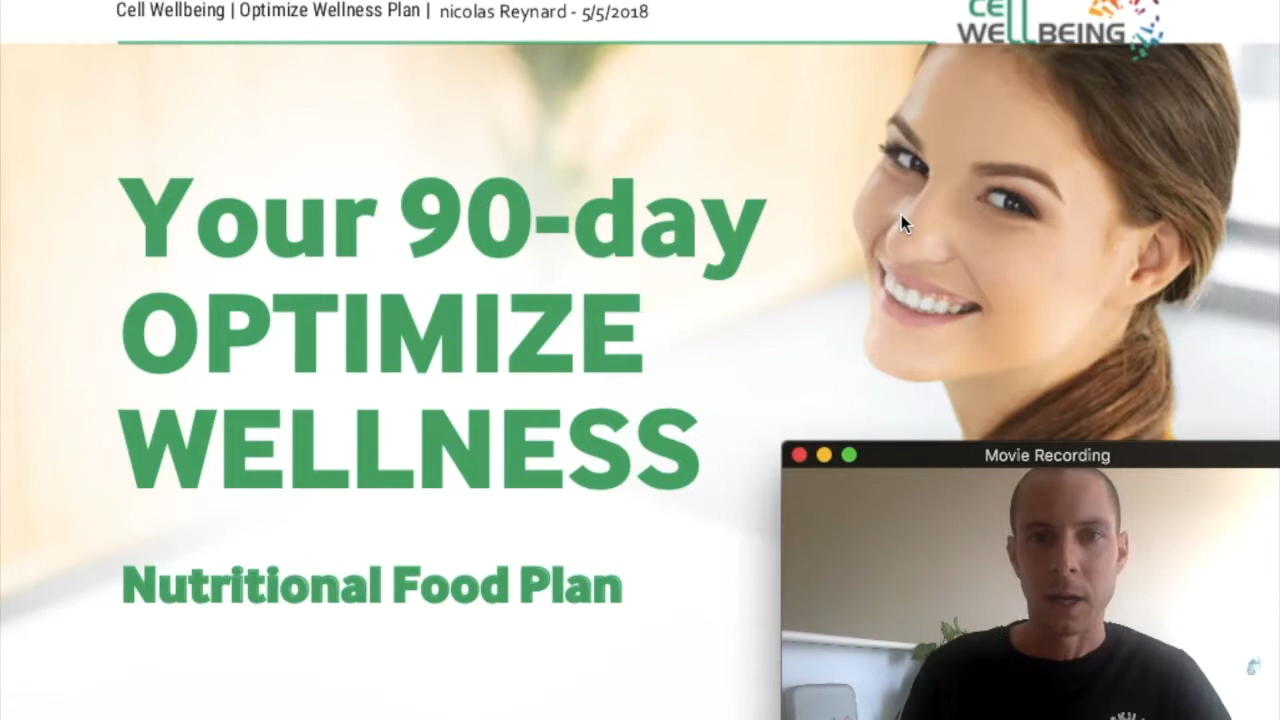 Cell Wellbeing | Optimize Wellness Plan | nicolas Reynard - 5/5/2018
CELL
WELLBEING
Your 90-day
OPTIMIZE
WELLNESS
Nutritional Food Plan
Movie Recording